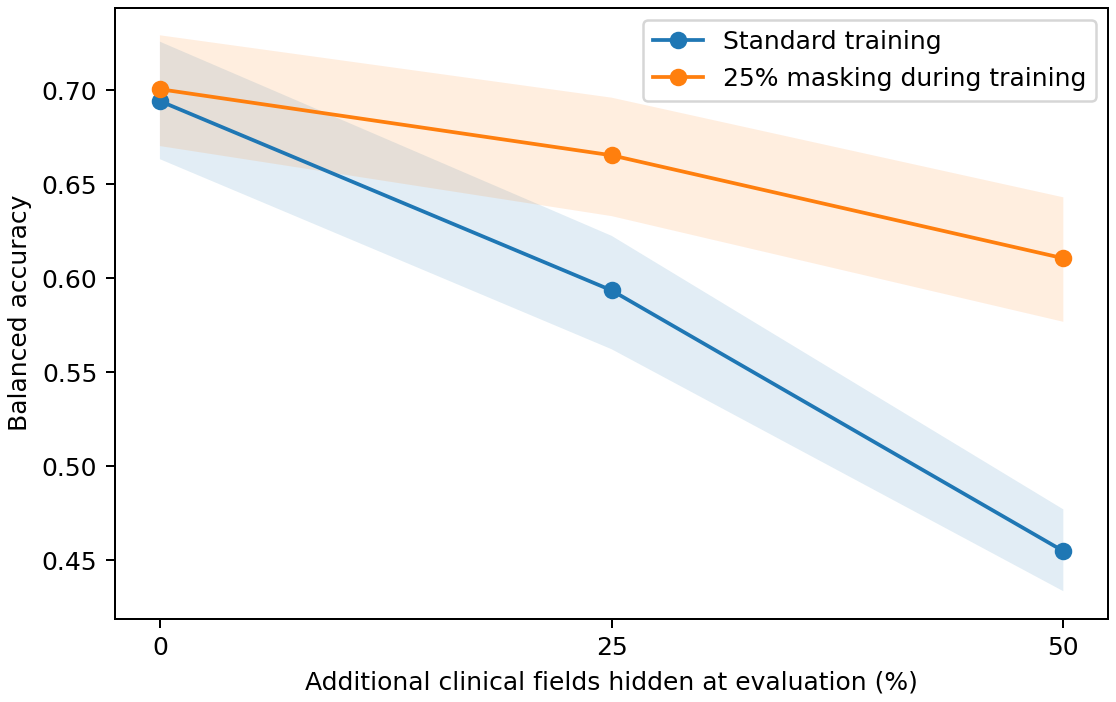 Standard training
25% masking during training
Balanced accuracy
0.70
0.65
0.60
0.55
0.50
0.45
0
25
50
Additional clinical fields hidden at evaluation (%)